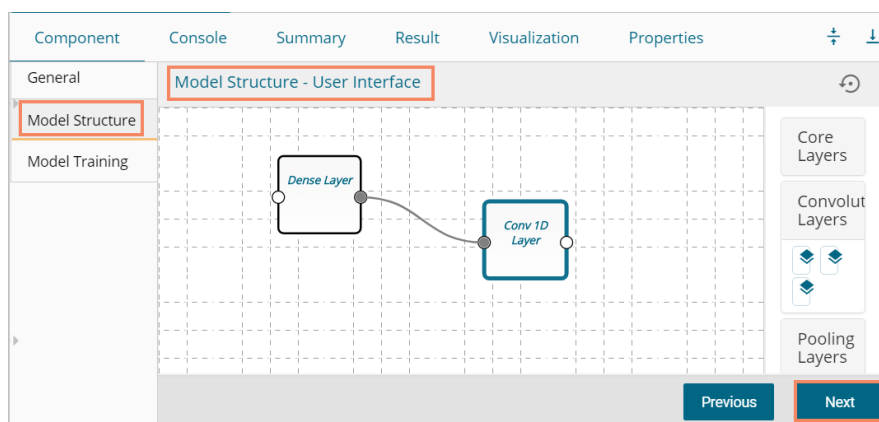 Component Console Summary Result Visualization Properties
General
Model Structure
Model Training
Model Structure - User Interface
Dense Layer
Conv 1D
Layer
Core
Layers
Convolut
Layers
Pooling
Layers
Previous Next